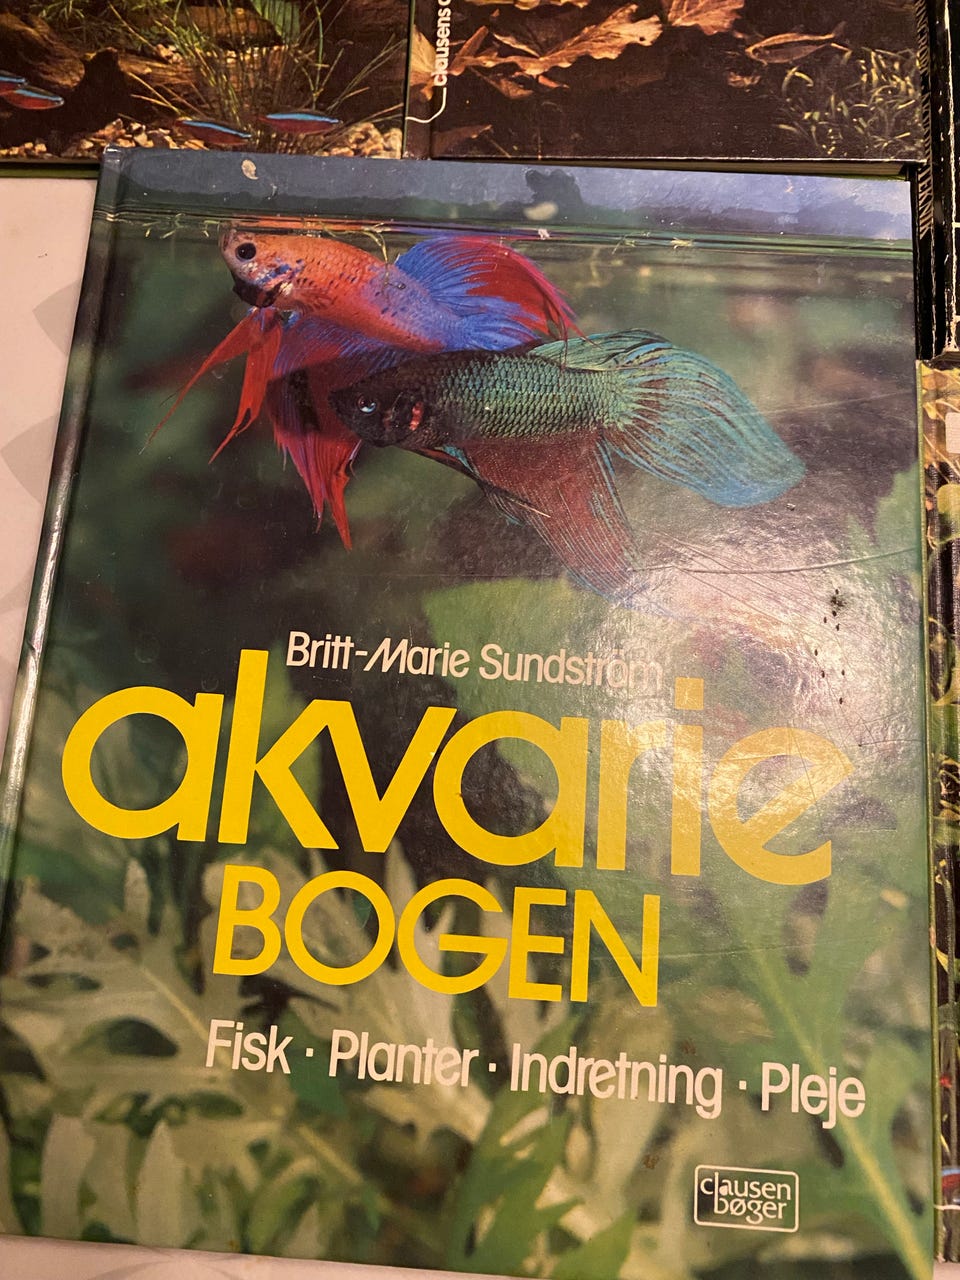 clausens
Britt-Marie Sundström
akvarie
BOGEN
Fisk · Planter · Indretning · Pleje
clausen
bøger